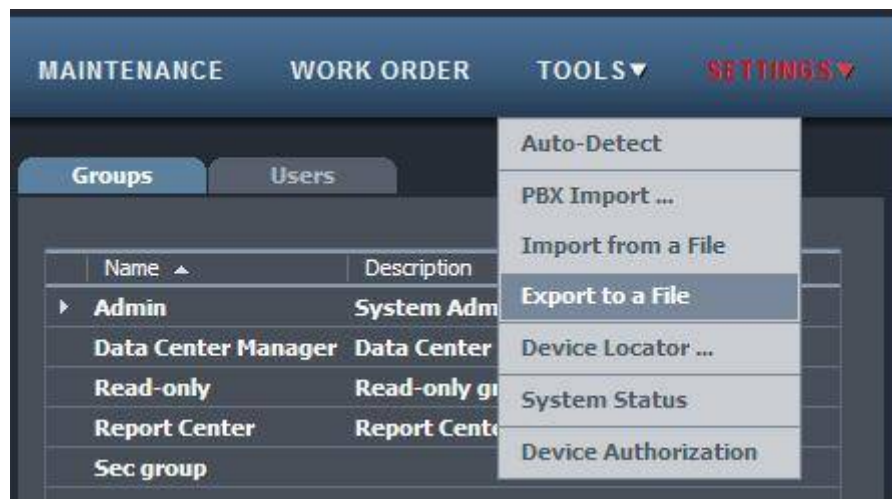 MAINTENANCE WORK ORDER TOOLS▼ SETTINGS▼
Groups Users
Name ▲ Description
Admin System Adm
Data Center Manager Data Center
Read-only Read-only gr
Report Center Report Cente
Sec group
Auto-Detect
PBX Import ...
Import from a File
Export to a File
Device Locator ...
System Status
Device Authorization